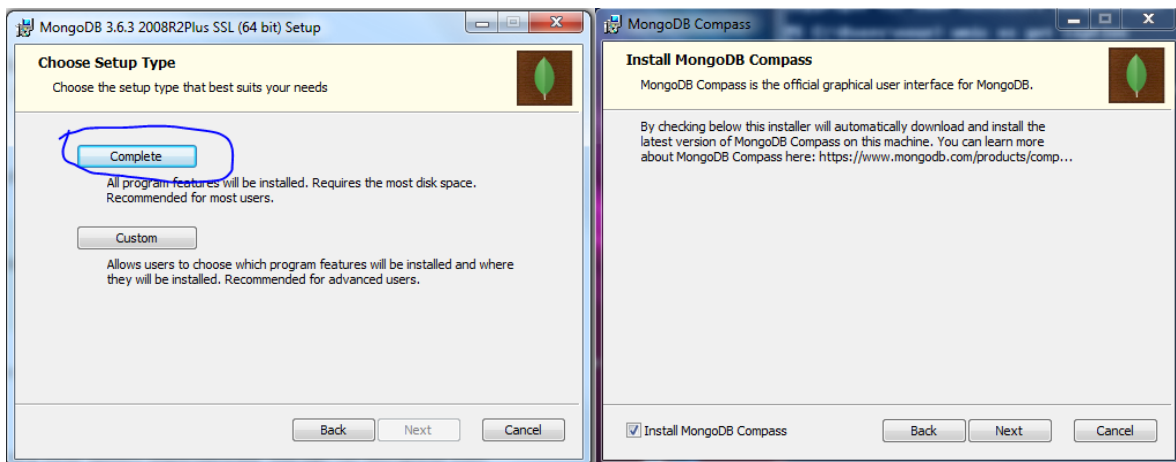 MongoDB 3.6.3 2008R2Plus SSL (64 bit) Setup
Choose Setup Type
Choose the setup type that best suits your needs
Complete
All program features will be installed. Requires the most disk space.
Recommended for most users.
Custom
Allows users to choose which program features will be installed and where
they will be installed. Recommended for advanced users.
Back
Next
Cancel
MongoDB Compass
Install MongoDB Compass
MongoDB Compass is the official graphical user interface for MongoDB.
By checking below this installer will automatically download and install the
latest version of MongoDB Compass on this machine. You can learn more
about MongoDB Compass here: https://www.mongodb.com/products/comp...
Install MongoDB Compass
Back
Next
Cancel